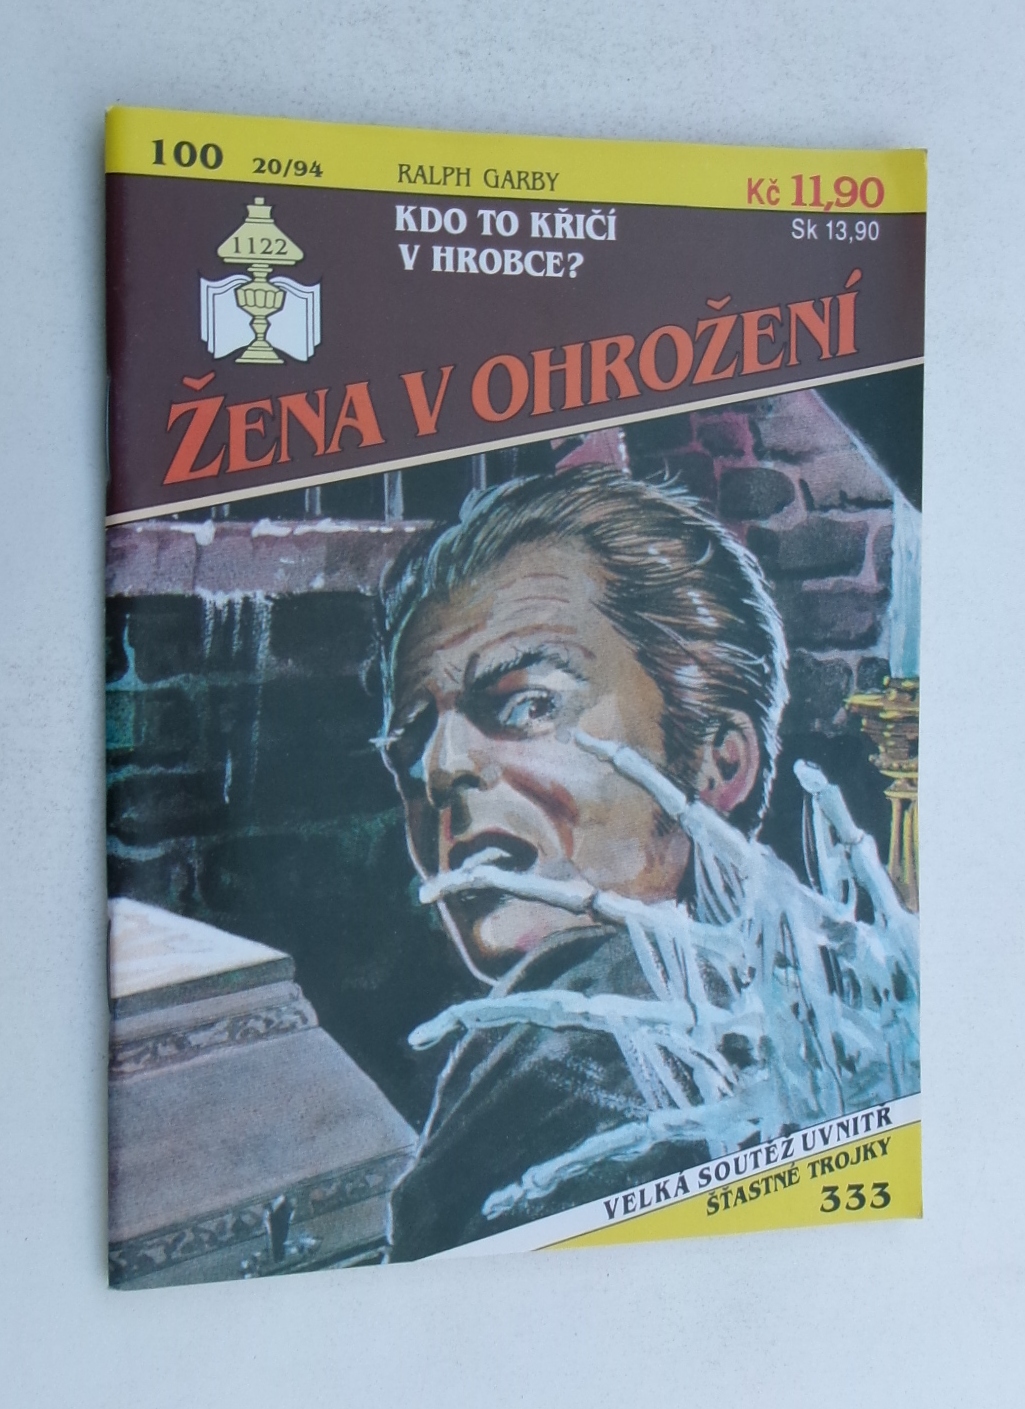 100 20/94 RALPH GARBY Kč 11,90
Sk 13,90
KDO TO KŘIČÍ
V HROBCE?
1122
ŽENA V OHROŽENÍ
VELKÁ SOUTĚŽ UVNITŘ
ŠŤASTNÉ TROJKY
333